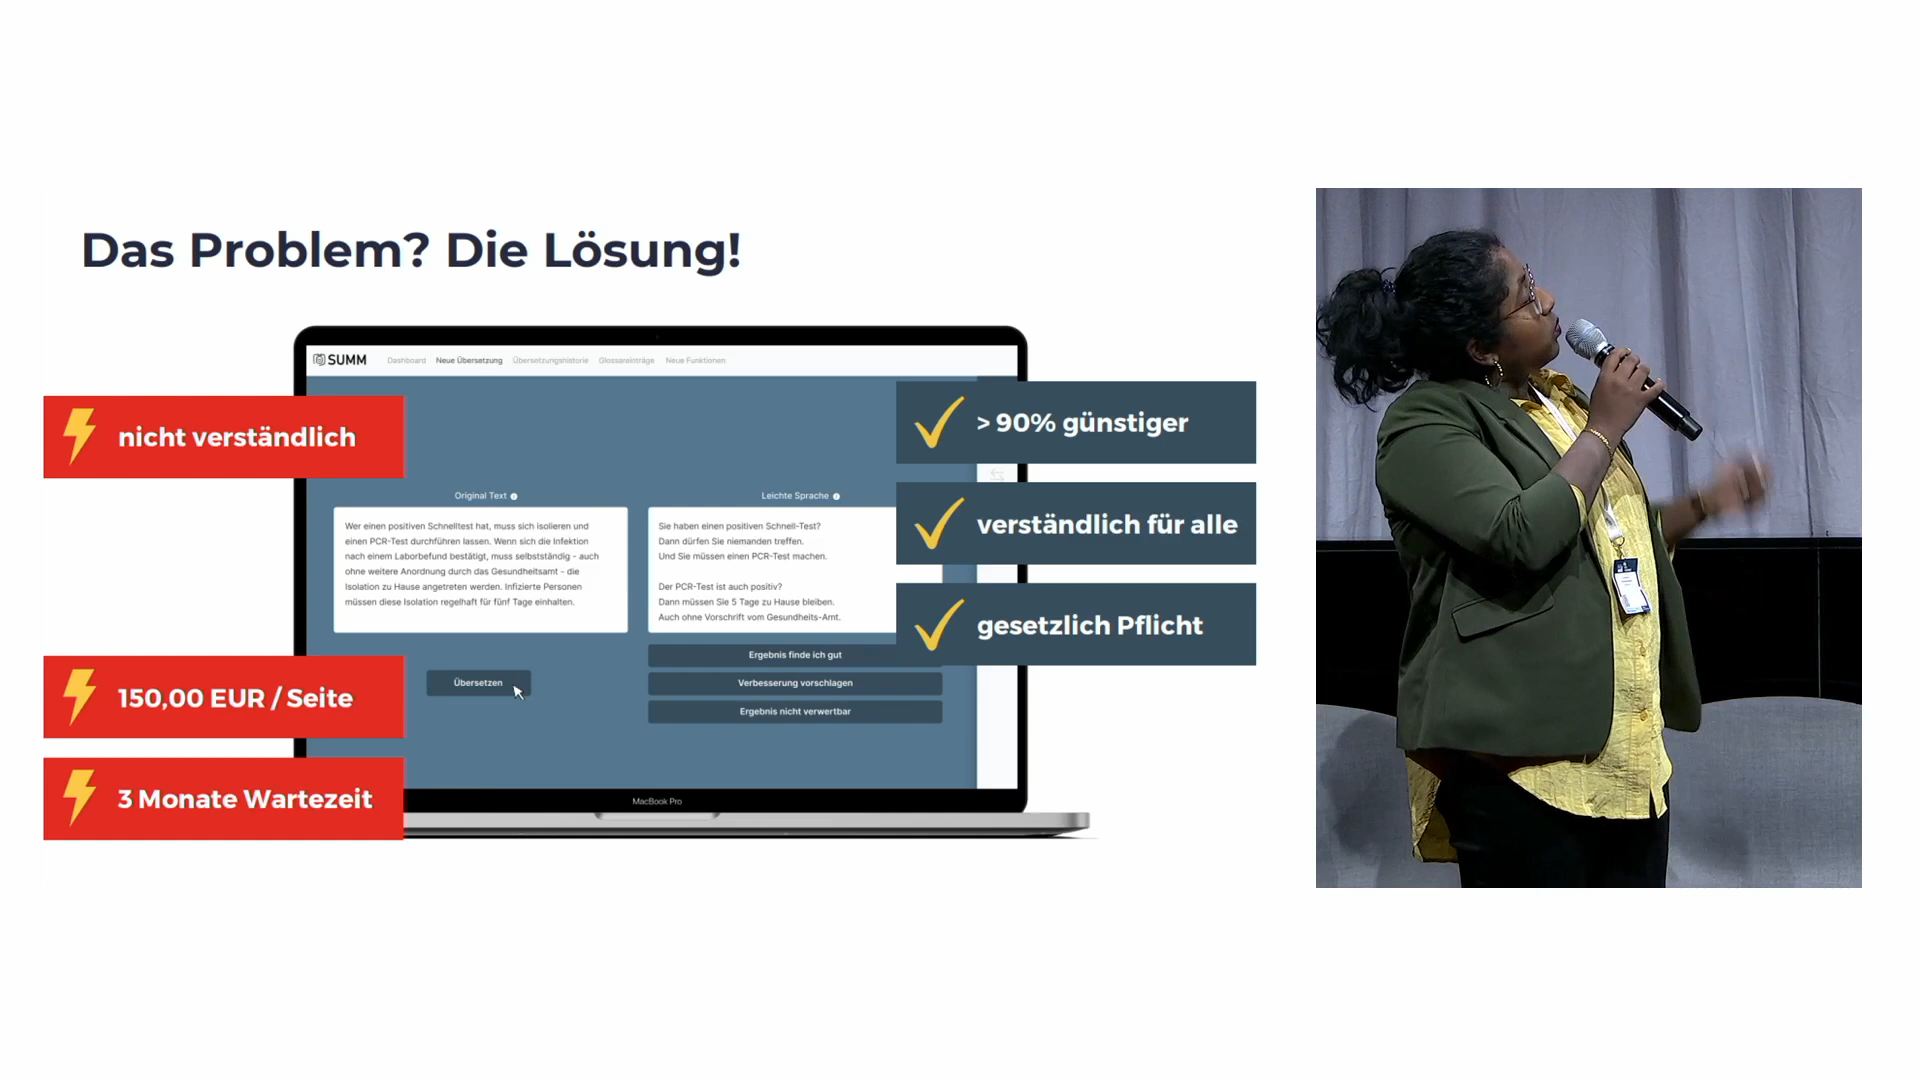 Das Problem? Die Lösung!
SUMM
Dashboard Neue Übersetzung Übersetzungshistorie Glossareinträge Neue Funktionen
nicht verständlich
150,00 EUR / Seite
3 Monate Wartezeit
Original Text
Wer einen positiven Schnelltest hat, muss sich isolieren und
einen PCR-Test durchführen lassen. Wenn sich die Infektion
nach einem Laborbefund bestätigt, muss selbstständig - auch
ohne weitere Anordnung durch das Gesundheitsamt - die
Isolation zu Hause angetreten werden. Infizierte Personen
müssen diese Isolation regelhaft für fünf Tage einhalten.
Übersetzen
Leichte Sprache
Sie haben einen positiven Schnell-Test?
Dann dürfen Sie niemanden treffen.
Und Sie müssen einen PCR-Test machen.
Der PCR-Test ist auch positiv?
Dann müssen Sie 5 Tage zu Hause bleiben.
Auch ohne Vorschrift vom Gesundheits-Amt.
Ergebnis finde ich gut
Verbesserung vorschlagen
Ergebnis nicht verwertbar
> 90% günstiger
verständlich für alle
gesetzlich Pflicht
MacBook Pro